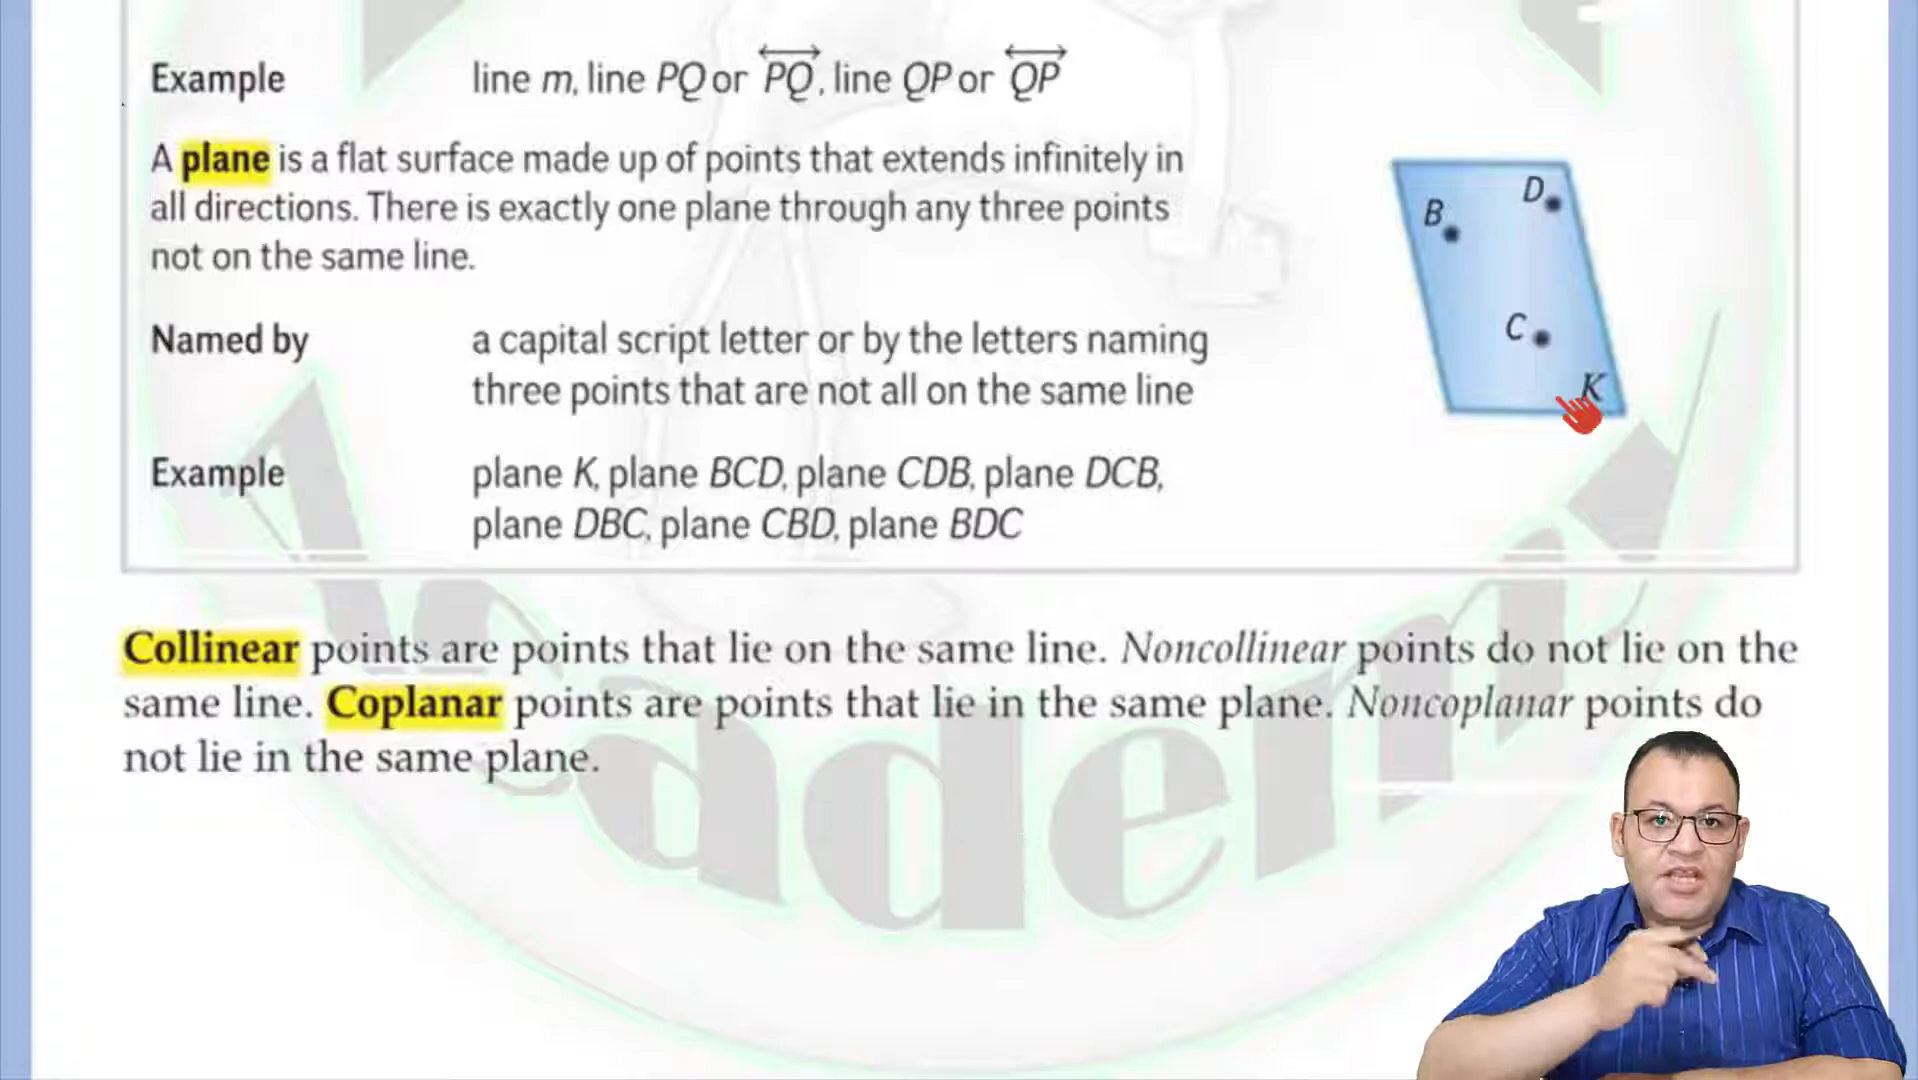 Example line m, line PQ or PQ, line QP or QP
A plane is a flat surface made up of points that extends infinitely in
all directions. There is exactly one plane through any three points
not on the same line.
B
D
C
K
Named by a capital script letter or by the letters naming
three points that are not all on the same line
Example plane K, plane BCD, plane CDB, plane DCB,
plane DBC, plane CBD, plane BDC
Collinear points are points that lie on the same line. Noncollinear points do not lie on the
same line. Coplanar points are points that lie in the same plane. Noncoplanar points do
not lie in the same plane.